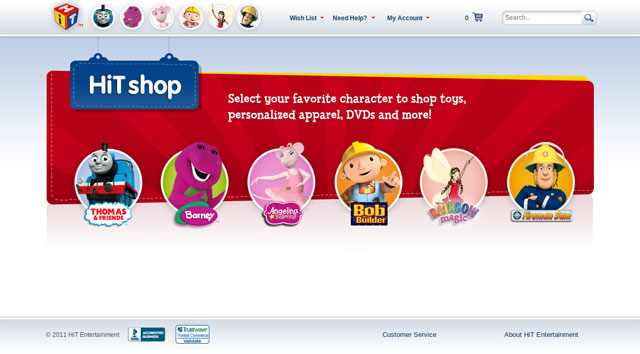 HiT
Wish List
Need Help?
My Account
0
Search...
HiT shop
Select your favorite character to shop toys,
personalized apparel, DVDs and more!
THOMAS
& FRIENDS
Barney
Angelina
Ballerina
Bob
the
Builder
RAINBOW
magic
Fireman Sam
© 2011 HiT Entertainment
BBB
ACCREDITED
BUSINESS
Trustwave
Trusted Commerce
Validate
Customer Service
About HiT Entertainment